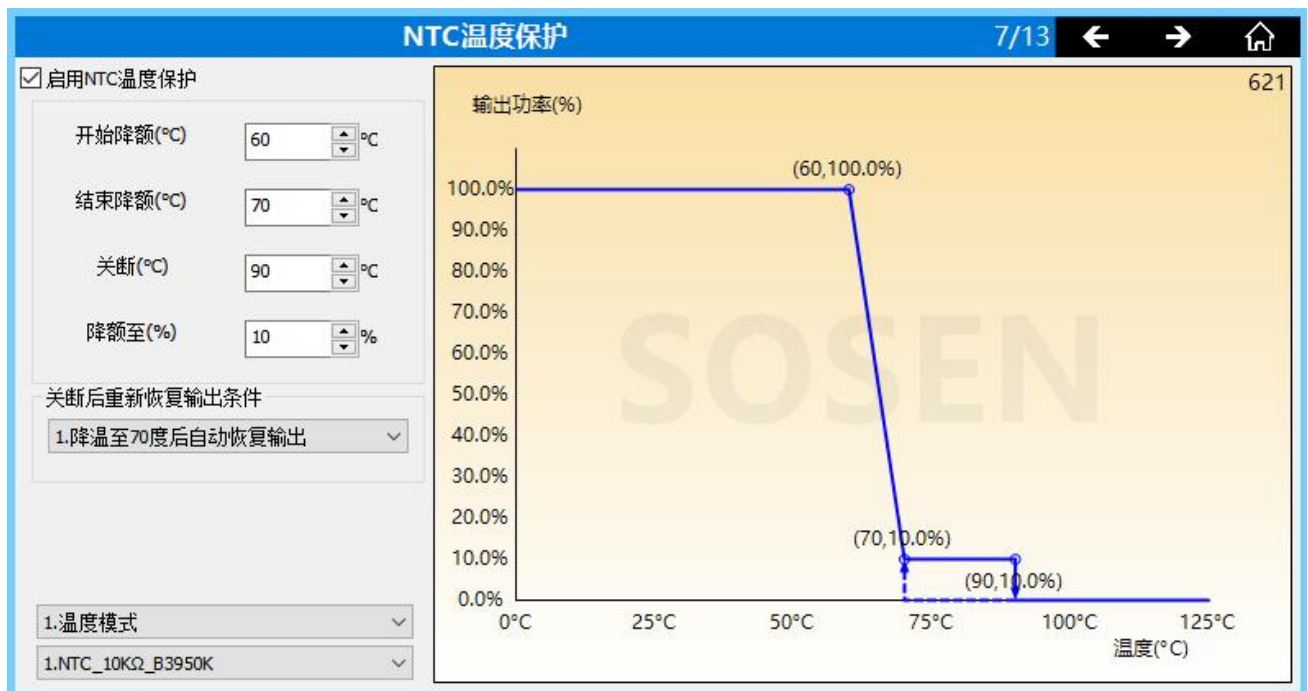 NTC温度保护
7/13
启用NTC温度保护
开始降额(°C)
60
°C
结束降额(°C)
70
°C
关断(°C)
90
°C
降额至(%)
10
%
关断后重新恢复输出条件
1.降温至70度后自动恢复输出
1.温度模式
1.NTC_10KΩ_B3950K
621
输出功率(%)
(60,100.0%)
100.0%
90.0%
80.0%
70.0%
60.0%
50.0%
40.0%
30.0%
20.0%
(70,10.0%)
10.0%
(90,10.0%)
0.0%
0°C 25°C 50°C 75°C 100°C 125°C
温度(°C)
SOSEN